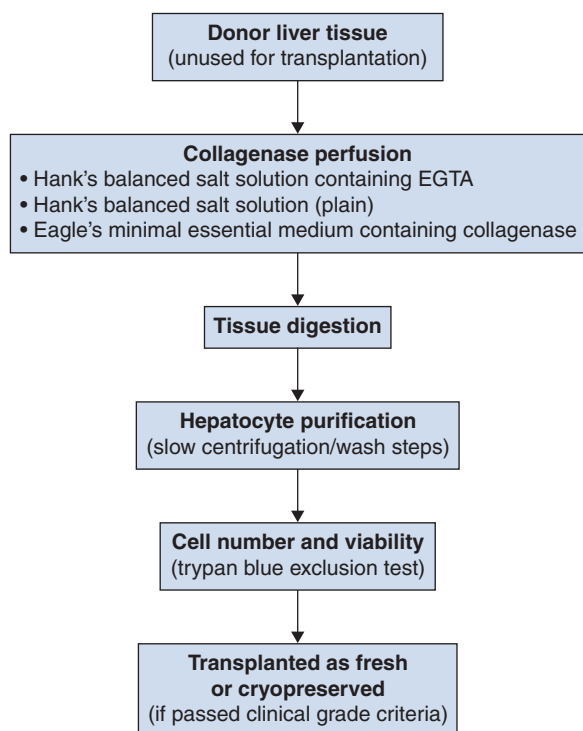 Donor liver tissue
(unused for transplantation)
Collagenase perfusion
• Hank's balanced salt solution containing EGTA
• Hank's balanced salt solution (plain)
• Eagle's minimal essential medium containing collagenase
Tissue digestion
Hepatocyte purification
(slow centrifugation/wash steps)
Cell number and viability
(trypan blue exclusion test)
Transplanted as fresh
or cryopreserved
(if passed clinical grade criteria)